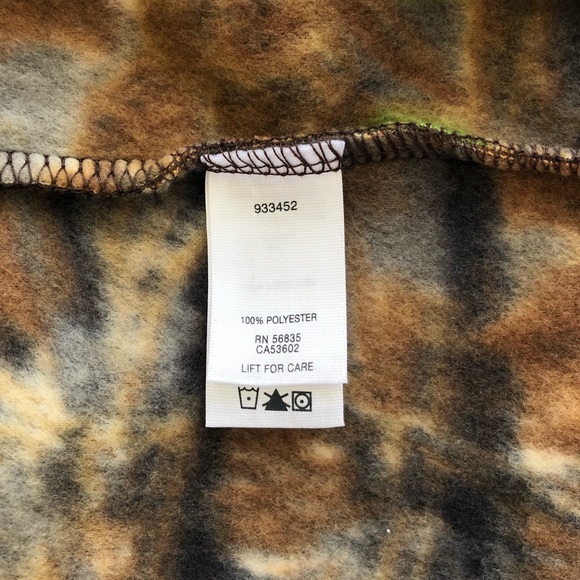 933452
100% POLYESTER
RN 56835
CA53602
LIFT FOR CARE